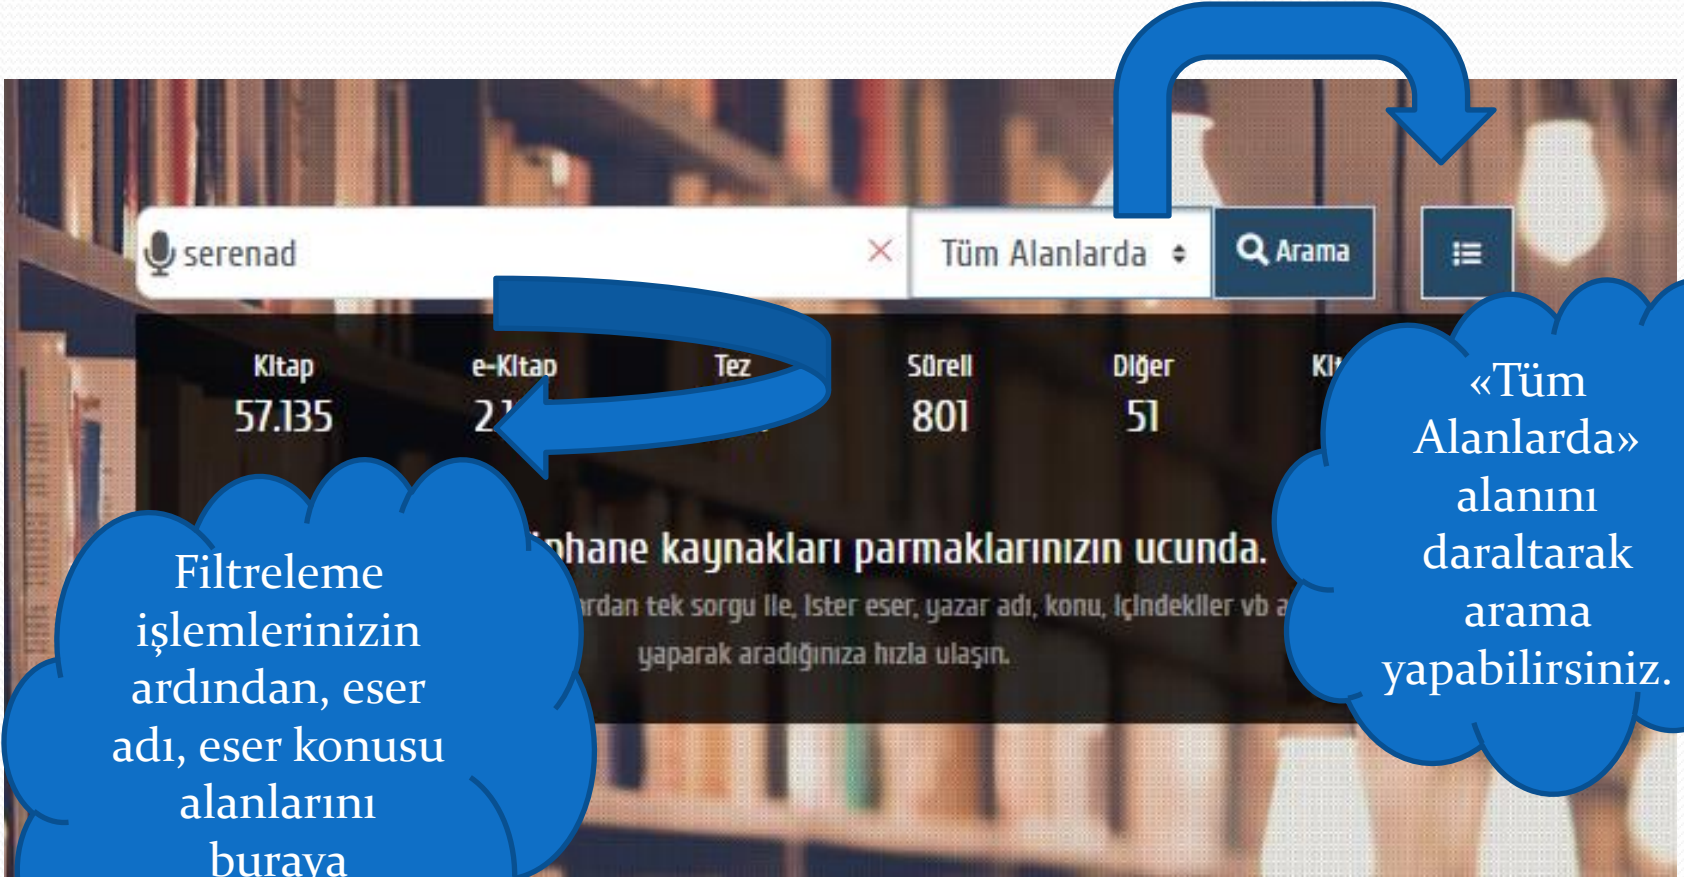 serenad
Tüm Alanlarda
Arama
Kitap
e-Kitap
Tez
Süreli
Diğer
57.135
801
51
kaynakları parmaklarınızın ucunda.
tek sorgu ile, ister eser, yazar adı, konu, içindekiler vb
yaparak aradığınıza hızla ulaşın.
«Tüm
Alanlarda»
alanını
daraltarak
arama
yapabilirsiniz.
Filtreleme
işlemlerinizin
ardından, eser
adı, eser konusu
alanlarını
buraya